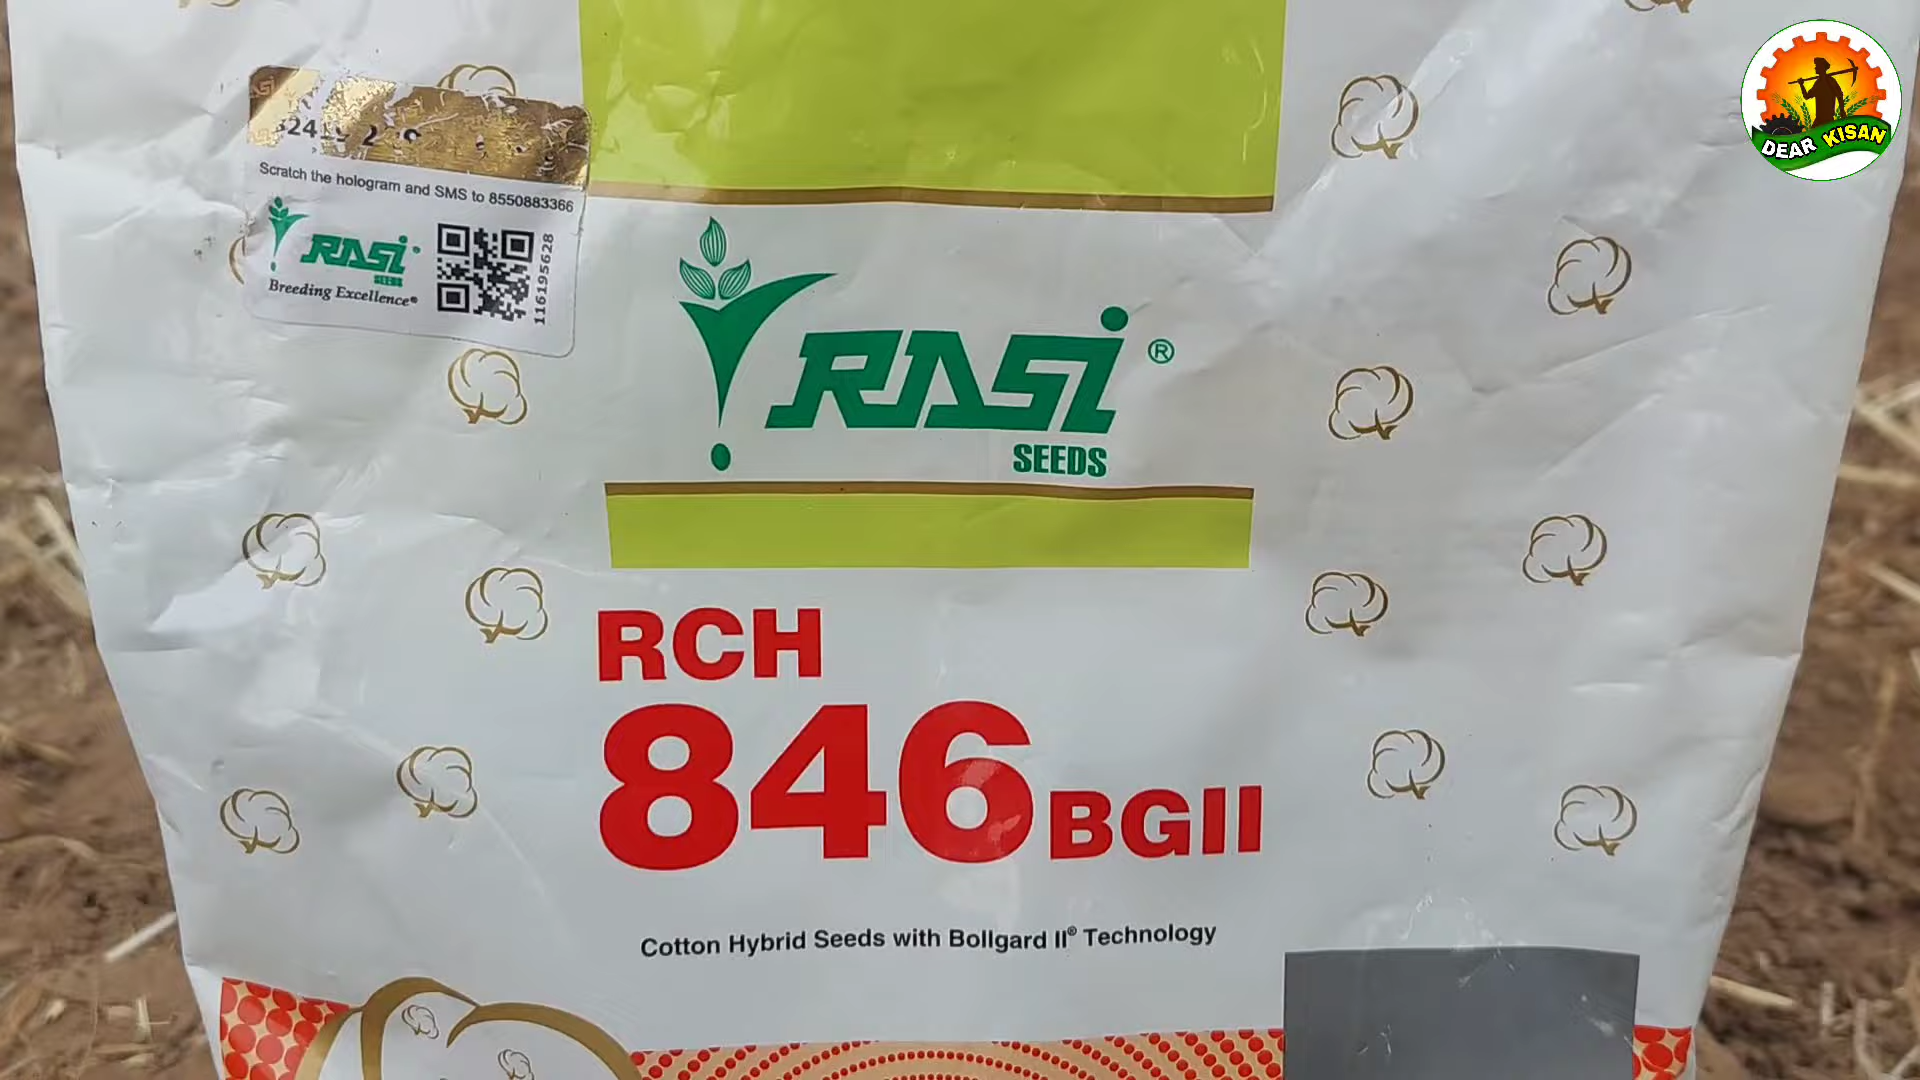 Scratch the hologram and SMS to 8550883366
RASI
SEEDS
Breeding Excellence®
116195628
DEAR KISAN
RASI ®
SEEDS
RCH
846 BGII
Cotton Hybrid Seeds with Bollgard II® Technology